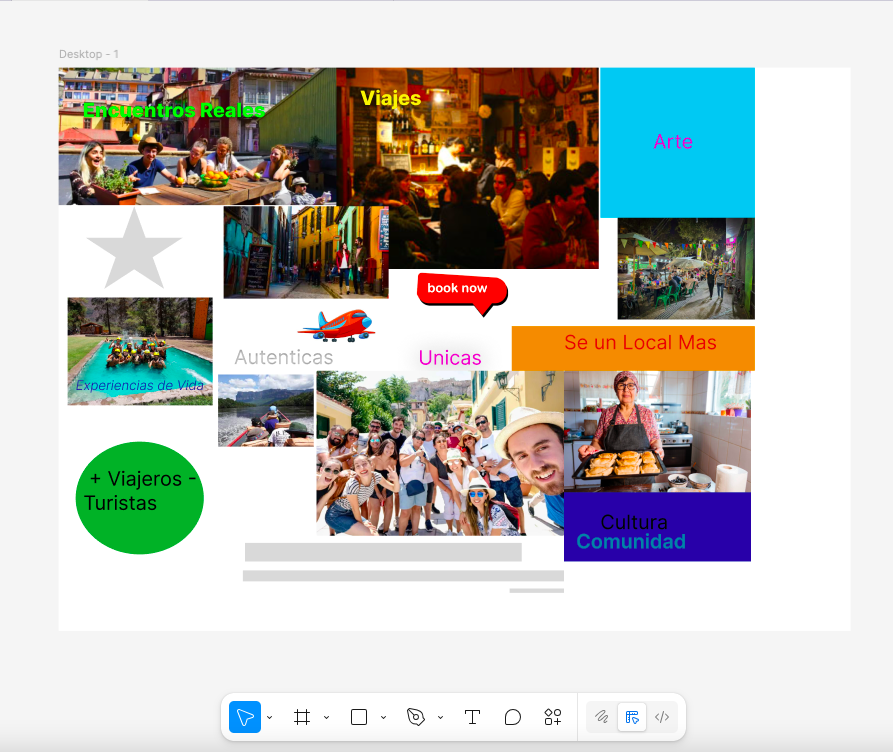 Desktop - 1
Encuentros Reales
Viajes
Arte
book now
Autenticas
Unicas
Se un Local Mas
Experiencias de Vida
+ Viajeros -
Turistas
Cultura
Comunidad